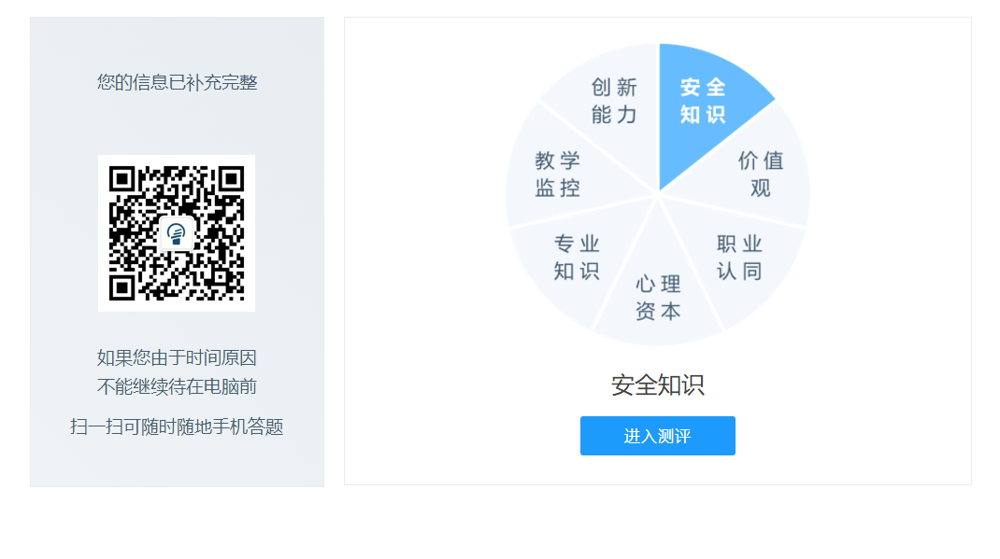 您的信息已补充完整
如果您由于时间原因
不能继续待在电脑前
扫一扫可随时随地手机答题
安全
知识
价值
观
职业
认同
心理
资本
专业
知识
教学
监控
创新
能力
安全知识
进入测评